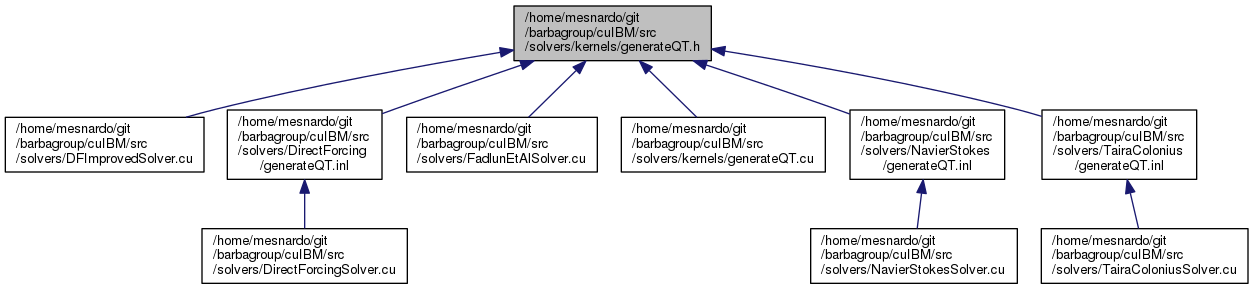 /home/mesnardo/git
/barbagroup/cuIBM/src
/solvers/kernels/generateQT.h
/home/mesnardo/git
/barbagroup/cuIBM/src
/solvers/DFImprovedSolver.cu
/home/mesnardo/git
/barbagroup/cuIBM/src
/solvers/DirectForcing
/generateQT.inl
/home/mesnardo/git
/barbagroup/cuIBM/src
/solvers/FadlunEtAlSolver.cu
/home/mesnardo/git
/barbagroup/cuIBM/src
/solvers/kernels/generateQT.cu
/home/mesnardo/git
/barbagroup/cuIBM/src
/solvers/NavierStokes
/generateQT.inl
/home/mesnardo/git
/barbagroup/cuIBM/src
/solvers/TairaColonius
/generateQT.inl
/home/mesnardo/git
/barbagroup/cuIBM/src
/solvers/DirectForcingSolver.cu
/home/mesnardo/git
/barbagroup/cuIBM/src
/solvers/NavierStokesSolver.cu
/home/mesnardo/git
/barbagroup/cuIBM/src
/solvers/TairaColoniusSolver.cu